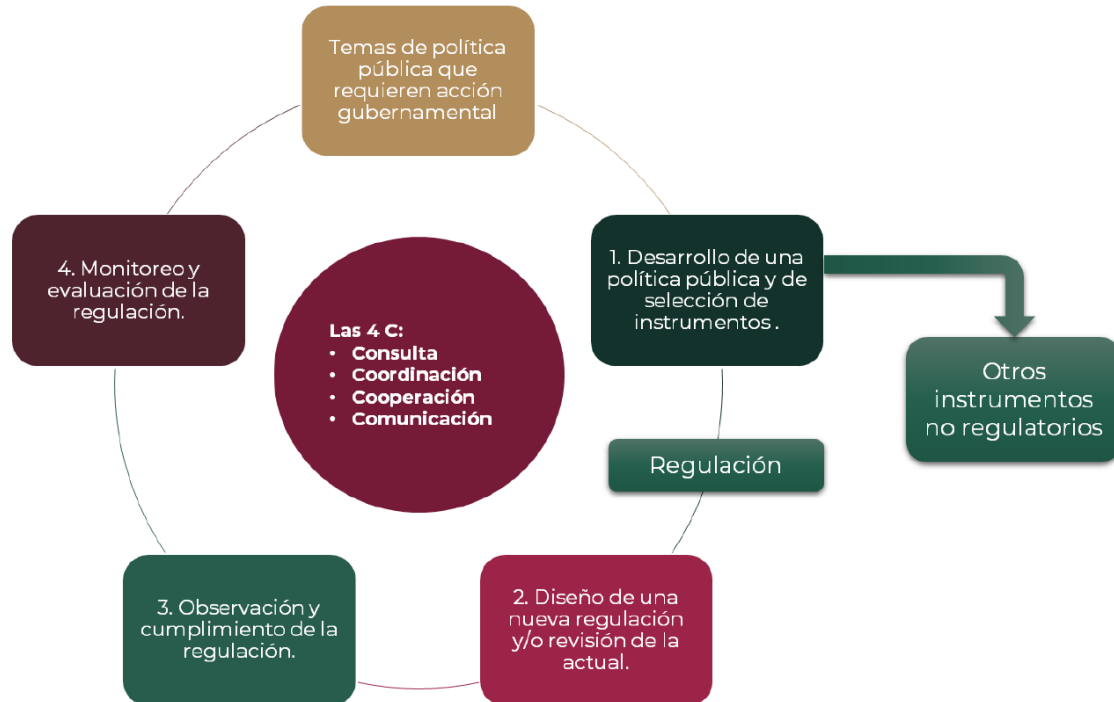 Temas de política
pública que
requieren acción
gubernamental
4. Monitoreo y
evaluación de la
regulación.
1. Desarrollo de una
política pública y de
selección de
instrumentos .
Las 4 C:
• Consulta
• Coordinación
• Cooperación
• Comunicación
Otros
instrumentos
no regulatorios
Regulación
3. Observación y
cumplimiento de la
regulación.
2. Diseño de una
nueva regulación
y/o revisión de la
actual.